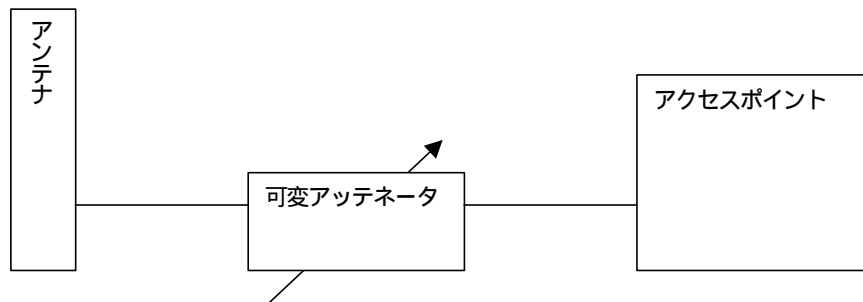 アンテナ
可変アッテネータ
アクセスポイント